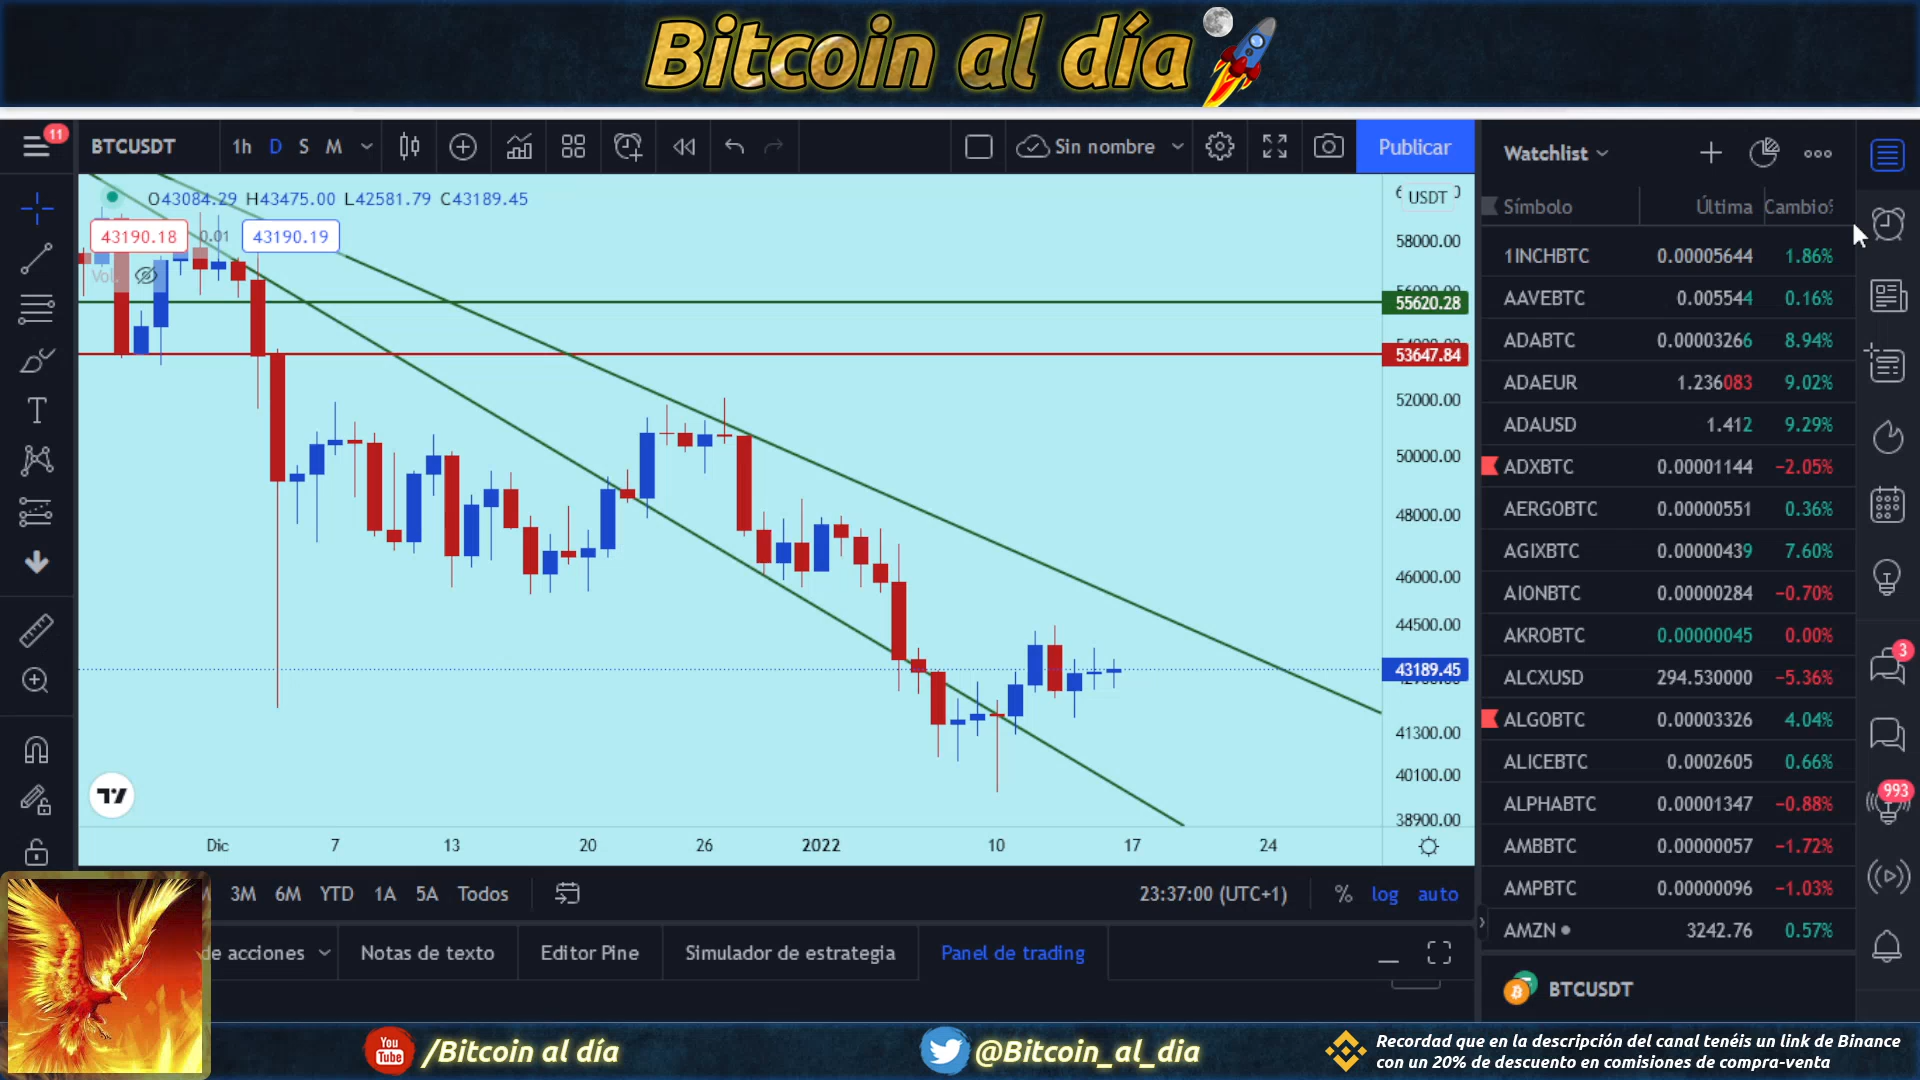 Bitcoin al día
11
BTCUSDT
1h D S M
Sin nombre
Publicar
Watchlist
O43084.29 H43475.00 L42581.79 C43189.45
43190.18 0.01 43190.19
Vol.
USDT
58000.00
55620.28
53647.84
52000.00
50000.00
48000.00
46000.00
44500.00
43189.45
41300.00
40100.00
38900.00
Dic 7 13 20 26 2022 10 17 24
Símbolo Última Cambio%
1INCHBTC 0.00005644 1.86%
AAVEBTC 0.005544 0.16%
ADABTC 0.00003266 8.94%
ADAEUR 1.236083 9.02%
ADAUSD 1.412 9.29%
ADXBTC 0.00001144 −2.05%
AERGOBTC 0.00000551 0.36%
AGIXBTC 0.00000439 7.60%
AIONBTC 0.00000284 −0.70%
AKROBTC 0.00000045 0.00%
ALCXUSD 294.530000 −5.36%
ALGOBTC 0.00003326 4.04%
ALICEBTC 0.0002605 0.66%
ALPHABTC 0.00001347 −0.88%
AMBBTC 0.00000057 −1.72%
AMPBTC 0.00000096 −1.03%
AMZN 3242.76 0.57%
3
993
3M 6M YTD 1A 5A Todos
23:37:00 (UTC+1) % log auto
de acciones Notas de texto Editor Pine Simulador de estrategia Panel de trading
BTCUSDT
You
Tube
/Bitcoin al día
@Bitcoin_al_dia
Recordad que en la descripción del canal tenéis un link de Binance
con un 20% de descuento en comisiones de compra-venta